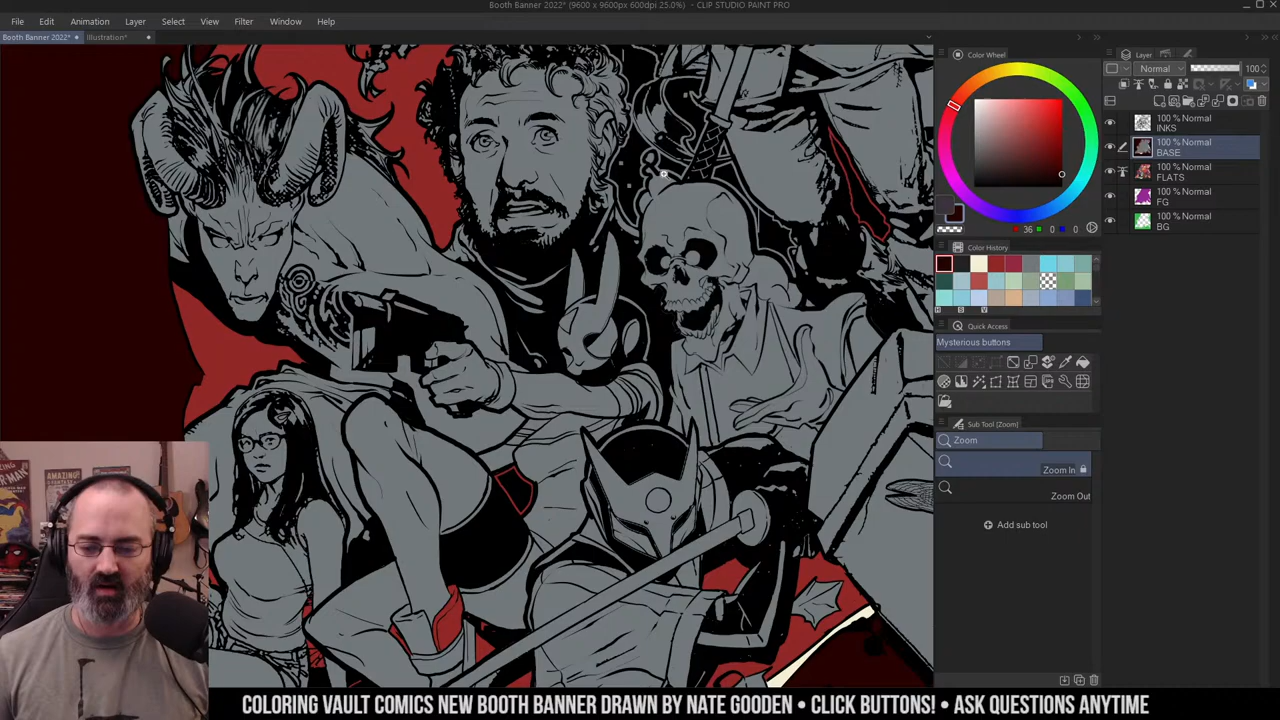 Booth Banner 2022* (9600 x 9600px 600dpi 25.0%) - CLIP STUDIO PAINT PRO
File Edit Animation Layer Select View Filter Window Help
Booth Banner 2022* Illustration*
Color Wheel
36 0 0
Color History
H S V
Quick Access
Mysterious buttons
Sub Tool [Zoom]
Zoom
Zoom In
Zoom Out
Add sub tool
Layer
Normal 100
100 % Normal
INKS
100 % Normal
BASE
100 % Normal
FLATS
100 % Normal
FG
100 % Normal
BG
AMAZING
COLORING VAULT COMICS NEW BOOTH BANNER DRAWN BY NATE GOODEN • CLICK BUTTONS! • ASK QUESTIONS ANYTIME